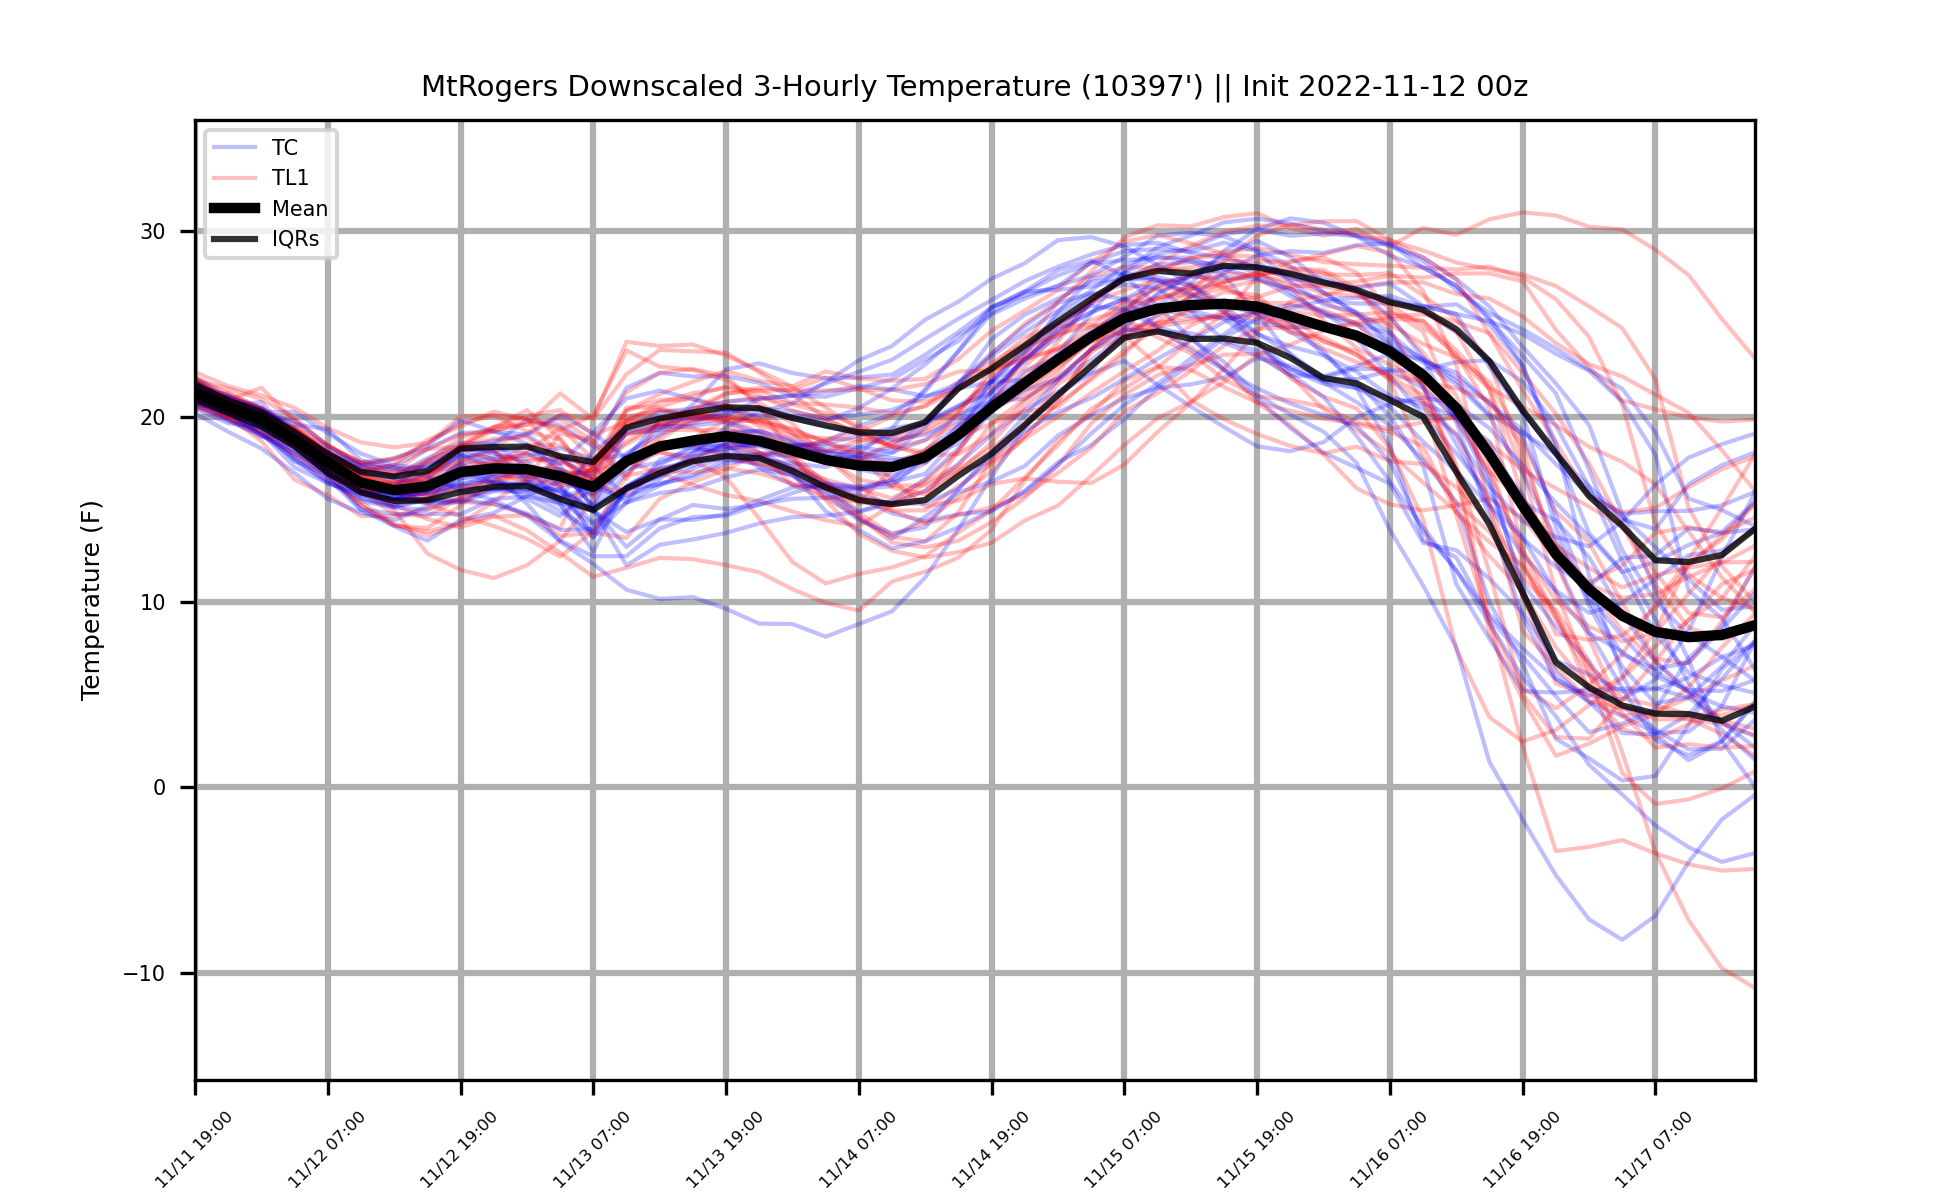 MtRogers Downscaled 3-Hourly Temperature (10397') || Init 2022-11-12 00z
TC
TL1
Mean
IQRs
Temperature (F)
30
20
10
0
−10
11/11 19:00
11/12 07:00
11/12 19:00
11/13 07:00
11/13 19:00
11/14 07:00
11/14 19:00
11/15 07:00
11/15 19:00
11/16 07:00
11/16 19:00
11/17 07:00